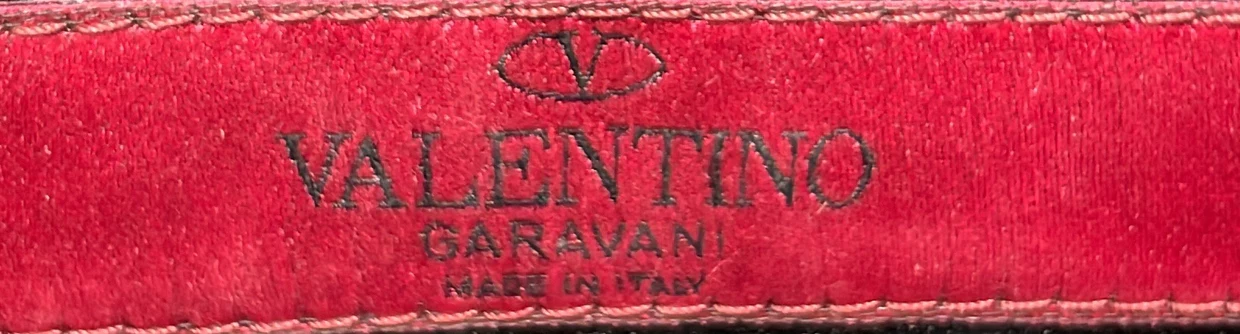 V
VALENTINO
GARAVANI
MADE IN ITALY